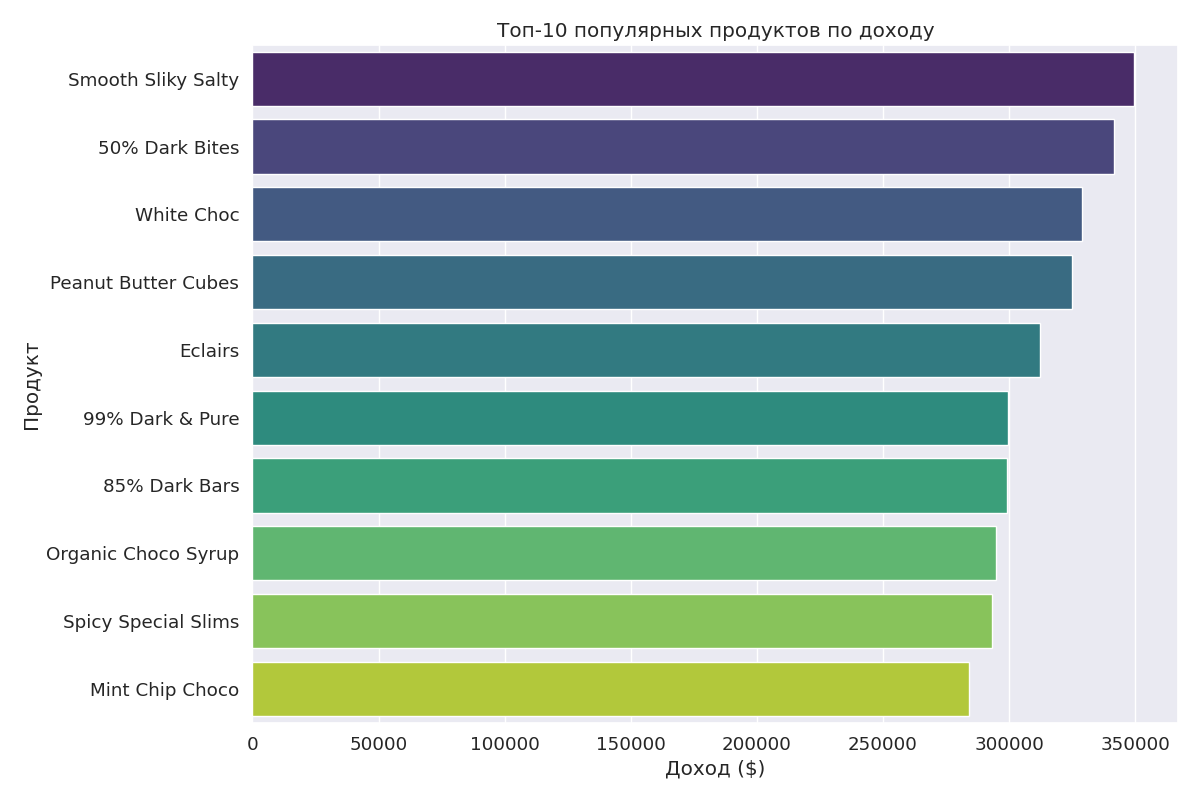 Топ-10 популярных продуктов по доходу
Smooth Sliky Salty
50% Dark Bites
White Choc
Peanut Butter Cubes
Eclairs
99% Dark & Pure
85% Dark Bars
Organic Choco Syrup
Spicy Special Slims
Mint Chip Choco
Продукт
0 50000 100000 150000 200000 250000 300000 350000
Доход ($)